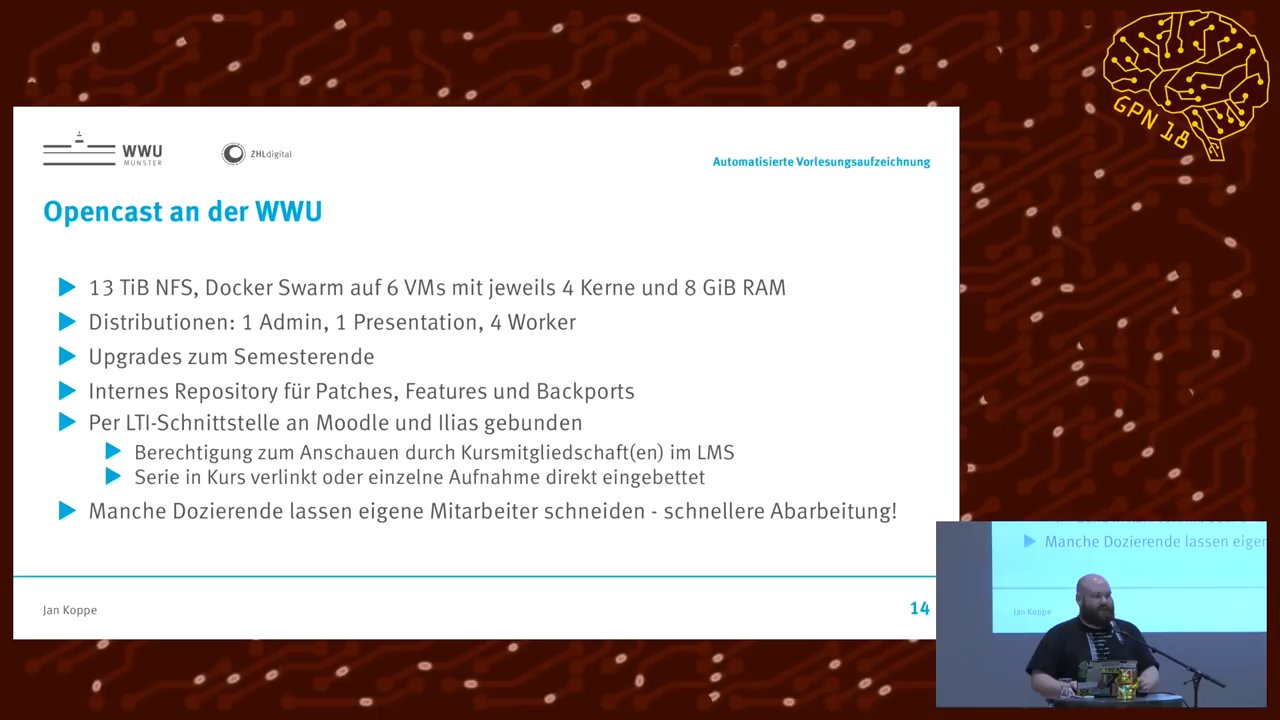 GPN 18
WWU
MÜNSTER
ZHLdigital
Automatisierte Vorlesungsaufzeichnung
Opencast an der WWU
13 TiB NFS, Docker Swarm auf 6 VMs mit jeweils 4 Kerne und 8 GiB RAM
Distributionen: 1 Admin, 1 Presentation, 4 Worker
Upgrades zum Semesterende
Internes Repository für Patches, Features und Backports
Per LTI-Schnittstelle an Moodle und Ilias gebunden
Berechtigung zum Anschauen durch Kursmitgliedschaft(en) im LMS
Serie in Kurs verlinkt oder einzelne Aufnahme direkt eingebettet
Manche Dozierende lassen eigene Mitarbeiter schneiden - schnellere Abarbeitung!
Jan Koppe
14
Manche Dozierende lassen eigen
Jan Koppe